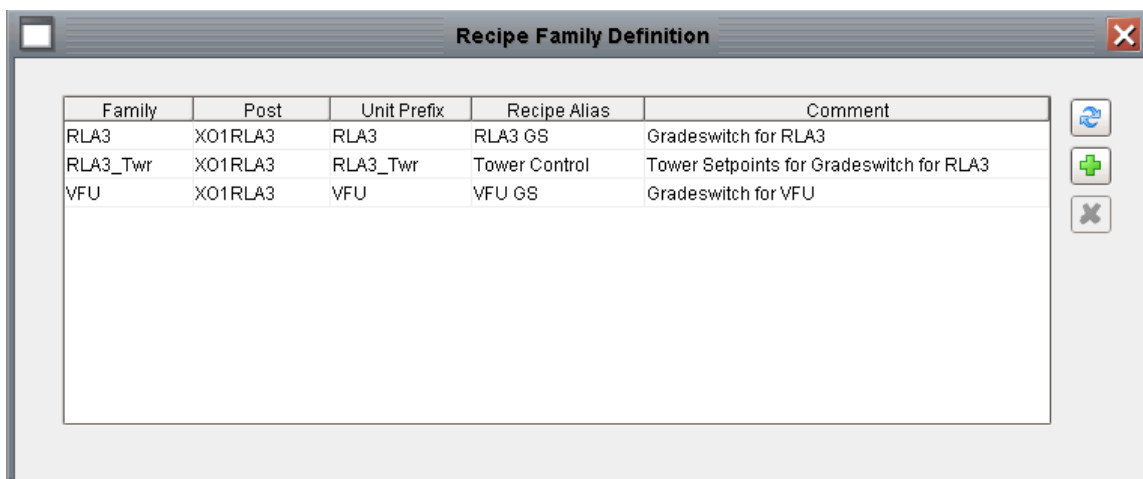 Recipe Family Definition
Family Post Unit Prefix Recipe Alias Comment
RLA3 XO1RLA3 RLA3 RLA3 GS Gradeswitch for RLA3
RLA3_Twr XO1RLA3 RLA3_Twr Tower Control Tower Setpoints for Gradeswitch for RLA3
VFU XO1RLA3 VFU VFU GS Gradeswitch for VFU